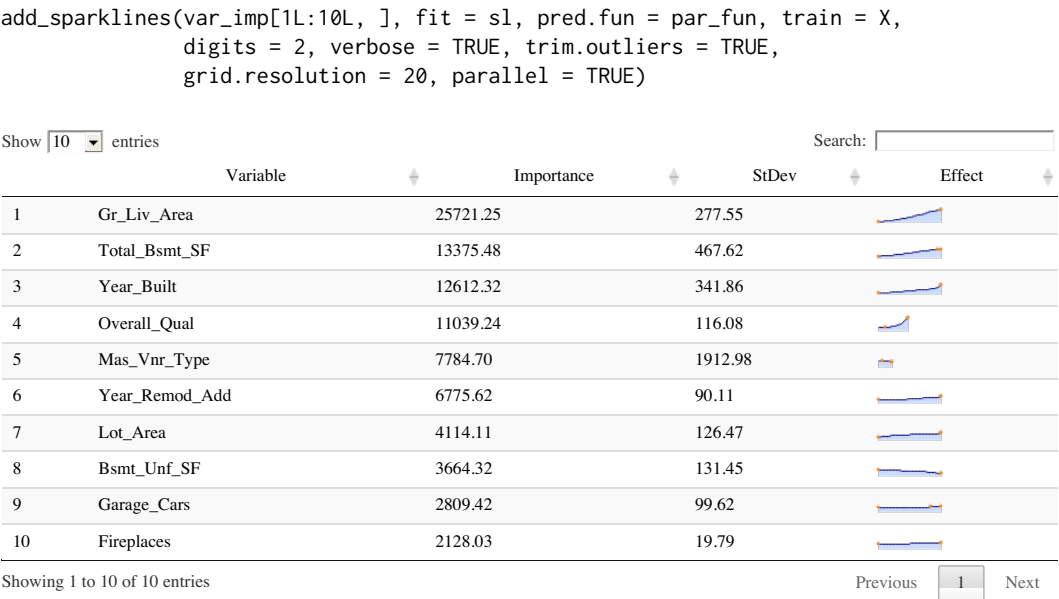 add_sparklines(var_imp[1L:10L, ], fit = sl, pred.fun = par_fun, train = X,
digits = 2, verbose = TRUE, trim.outliers = TRUE,
grid.resolution = 20, parallel = TRUE)
Show 10 entries Search:
Variable Importance StDev Effect
1 Gr_Liv_Area 25721.25 277.55
2 Total_Bsmt_SF 13375.48 467.62
3 Year_Built 12612.32 341.86
4 Overall_Qual 11039.24 116.08
5 Mas_Vnr_Type 7784.70 1912.98
6 Year_Remod_Add 6775.62 90.11
7 Lot_Area 4114.11 126.47
8 Bsmt_Unf_SF 3664.32 131.45
9 Garage_Cars 2809.42 99.62
10 Fireplaces 2128.03 19.79
Showing 1 to 10 of 10 entries Previous 1 Next